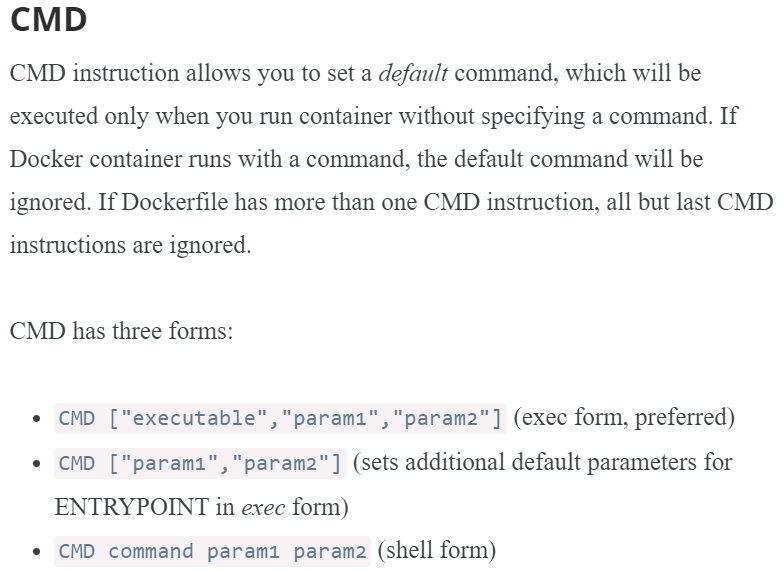 CMD
CMD instruction allows you to set a default command, which will be
executed only when you run container without specifying a command. If
Docker container runs with a command, the default command will be
ignored. If Dockerfile has more than one CMD instruction, all but last CMD
instructions are ignored.
CMD has three forms:
• CMD ["executable","param1","param2"] (exec form, preferred)
• CMD ["param1","param2"] (sets additional default parameters for
ENTRYPOINT in exec form)
• CMD command param1 param2 (shell form)